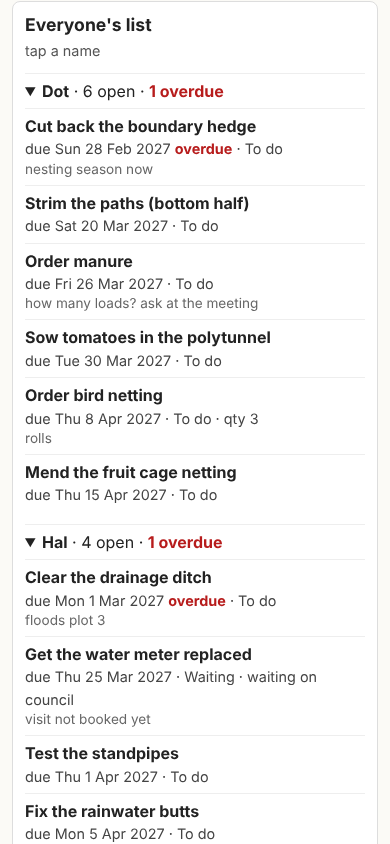 Everyone's list
tap a name
▼ Dot · 6 open · 1 overdue
Cut back the boundary hedge
due Sun 28 Feb 2027 overdue · To do
nesting season now
Strim the paths (bottom half)
due Sat 20 Mar 2027 · To do
Order manure
due Fri 26 Mar 2027 · To do
how many loads? ask at the meeting
Sow tomatoes in the polytunnel
due Tue 30 Mar 2027 · To do
Order bird netting
due Thu 8 Apr 2027 · To do · qty 3
rolls
Mend the fruit cage netting
due Thu 15 Apr 2027 · To do
▼ Hal · 4 open · 1 overdue
Clear the drainage ditch
due Mon 1 Mar 2027 overdue · To do
floods plot 3
Get the water meter replaced
due Thu 25 Mar 2027 · Waiting · waiting on
council
visit not booked yet
Test the standpipes
due Thu 1 Apr 2027 · To do
Fix the rainwater butts
due Mon 5 Apr 2027 · To do